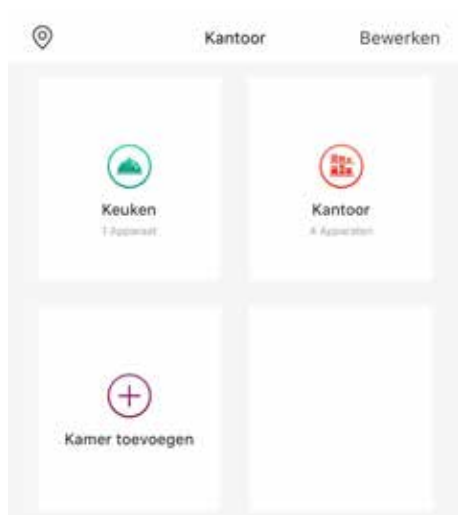 Kantoor Bewerken
Keuken
1 Apparaat
Kantoor
4 Apparaten
Kamer toevoegen